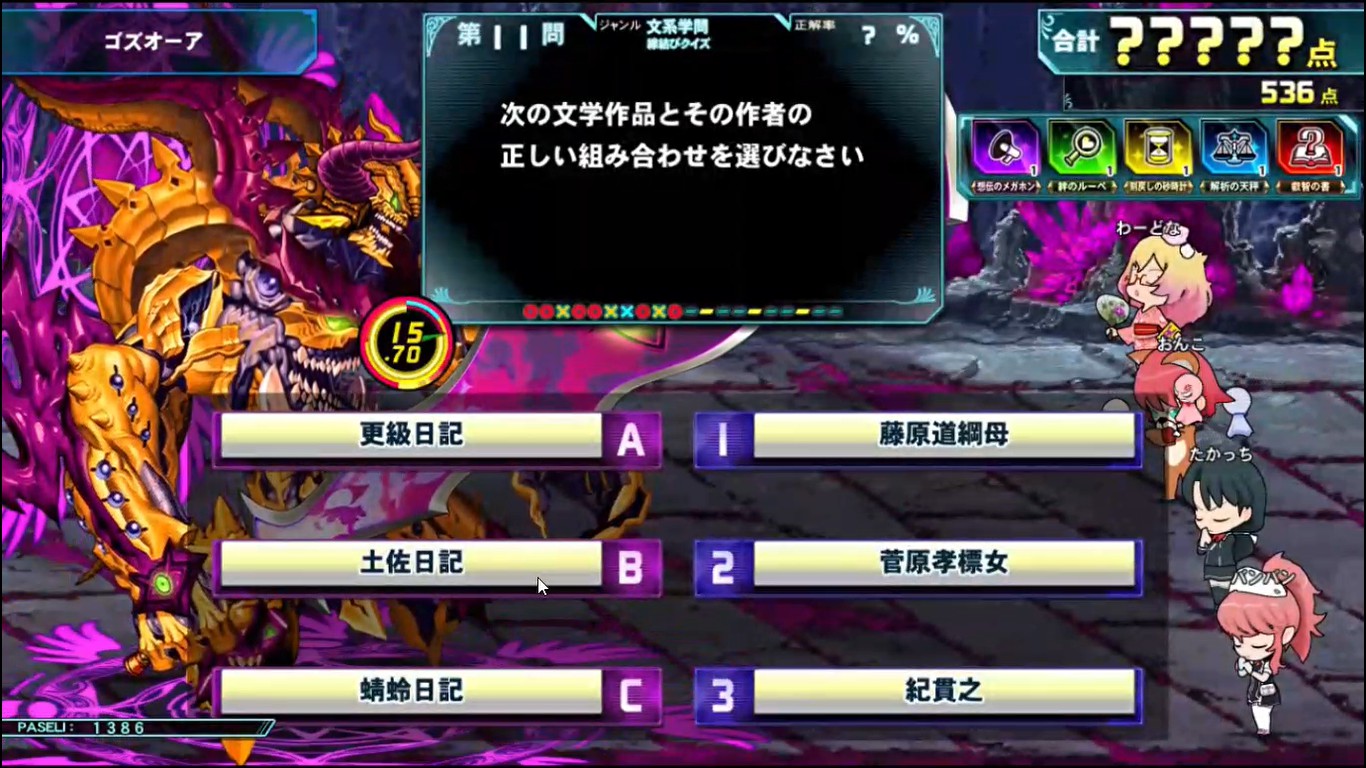 ゴズオーア
第11問
ジャンル 文系学問
線結びクイズ
正解率 ? %
合計 ?????点
536点
次の文学作品とその作者の
正しい組み合わせを選びなさい
想伝のメガホン
絆のルーペ
刻戻しの砂時計
解析の天秤
叡智の書
1 1 1 1 1
わーどな
おんこ
たかっち
パンパン
15
.70
更級日記 A
1 藤原道綱母
土佐日記 B
2 菅原孝標女
蜻蛉日記 C
3 紀貫之
PASELI: 1386